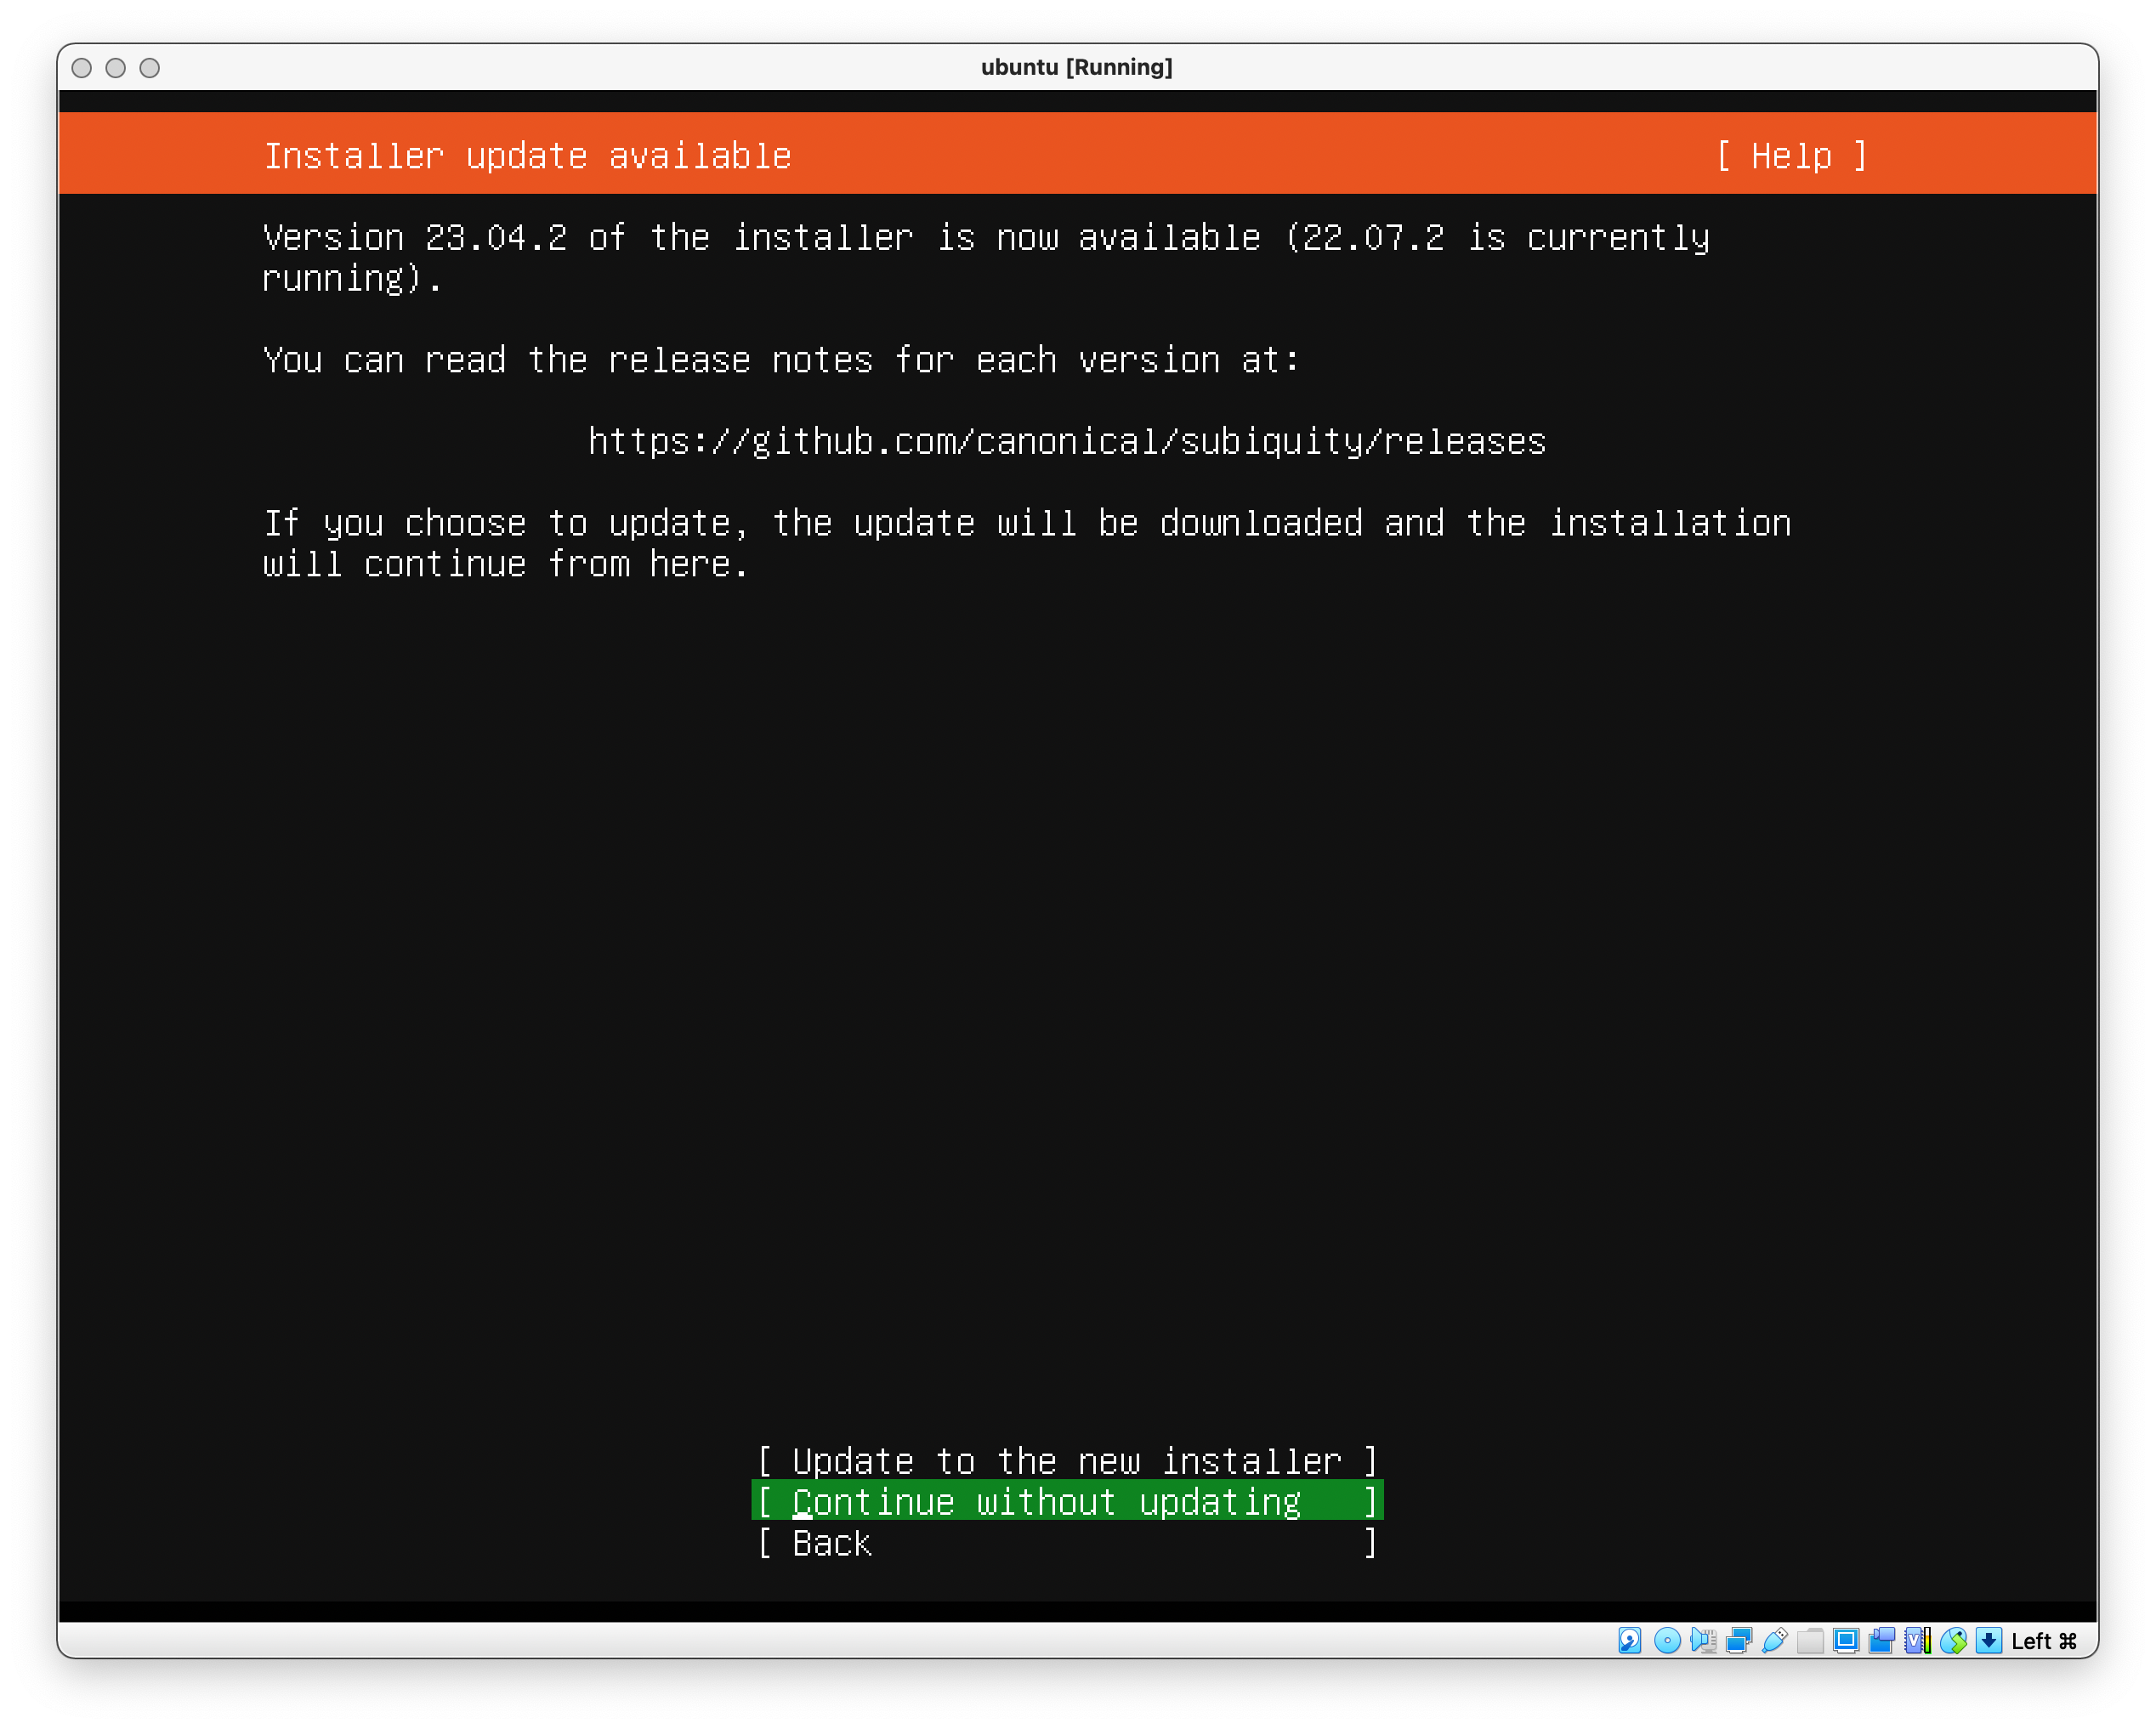 ubuntu [Running]
Installer update available [ Help ]
Version 23.04.2 of the installer is now available (22.07.2 is currently
running).
You can read the release notes for each version at:
https://github.com/canonical/subiquity/releases
If you choose to update, the update will be downloaded and the installation
will continue from here.
[ Update to the new installer ]
[ Continue without updating ]
[ Back ]
Left ⌘